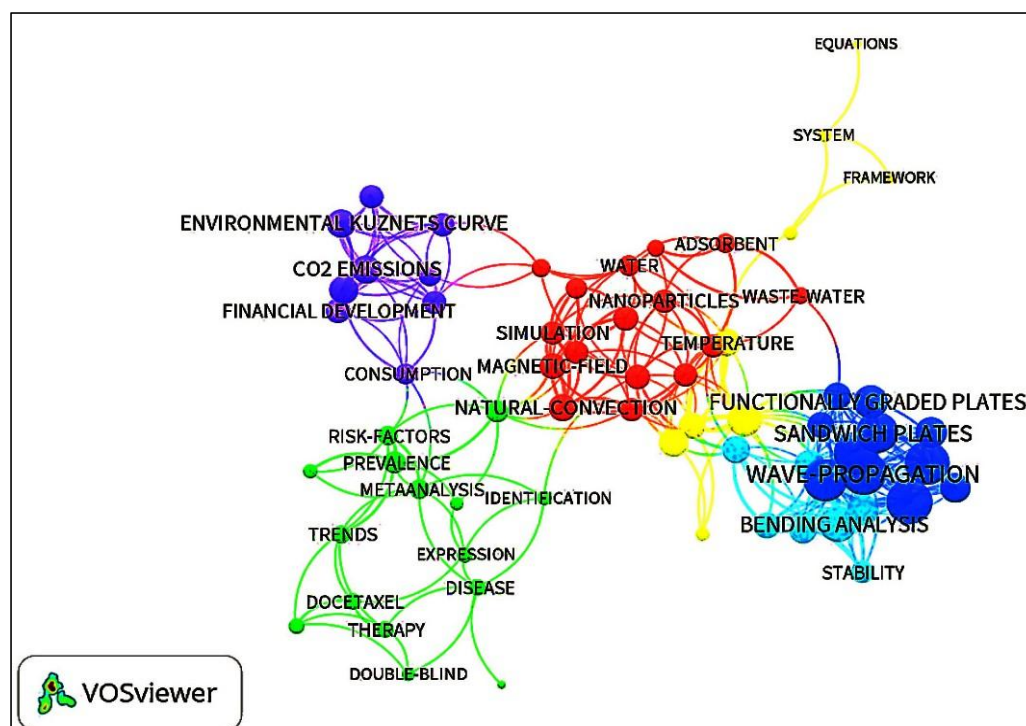 EQUATIONS
SYSTEM
FRAMEWORK
ENVIRONMENTAL KUZNETS CURVE
ADSORBENT
CO2 EMISSIONS
WATER
FINANCIAL DEVELOPMENT
NANOPARTICLES
WASTE-WATER
SIMULATION
TEMPERATURE
CONSUMPTION
MAGNETIC-FIELD
NATURAL-CONVECTION
FUNCTIONALLY GRADED PLATES
RISK-FACTORS
SANDWICH PLATES
PREVALENCE
WAVE-PROPAGATION
METAANALYSIS
IDENTIFICATION
BENDING ANALYSIS
TRENDS
EXPRESSION
STABILITY
DISEASE
DOCETAXEL
THERAPY
DOUBLE-BLIND
VOSviewer